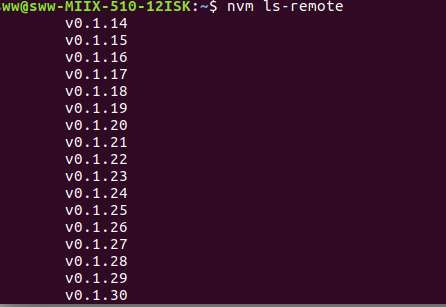 sww@sww-MIIX-510-12ISK:~$ nvm ls-remote
v0.1.14
v0.1.15
v0.1.16
v0.1.17
v0.1.18
v0.1.19
v0.1.20
v0.1.21
v0.1.22
v0.1.23
v0.1.24
v0.1.25
v0.1.26
v0.1.27
v0.1.28
v0.1.29
v0.1.30